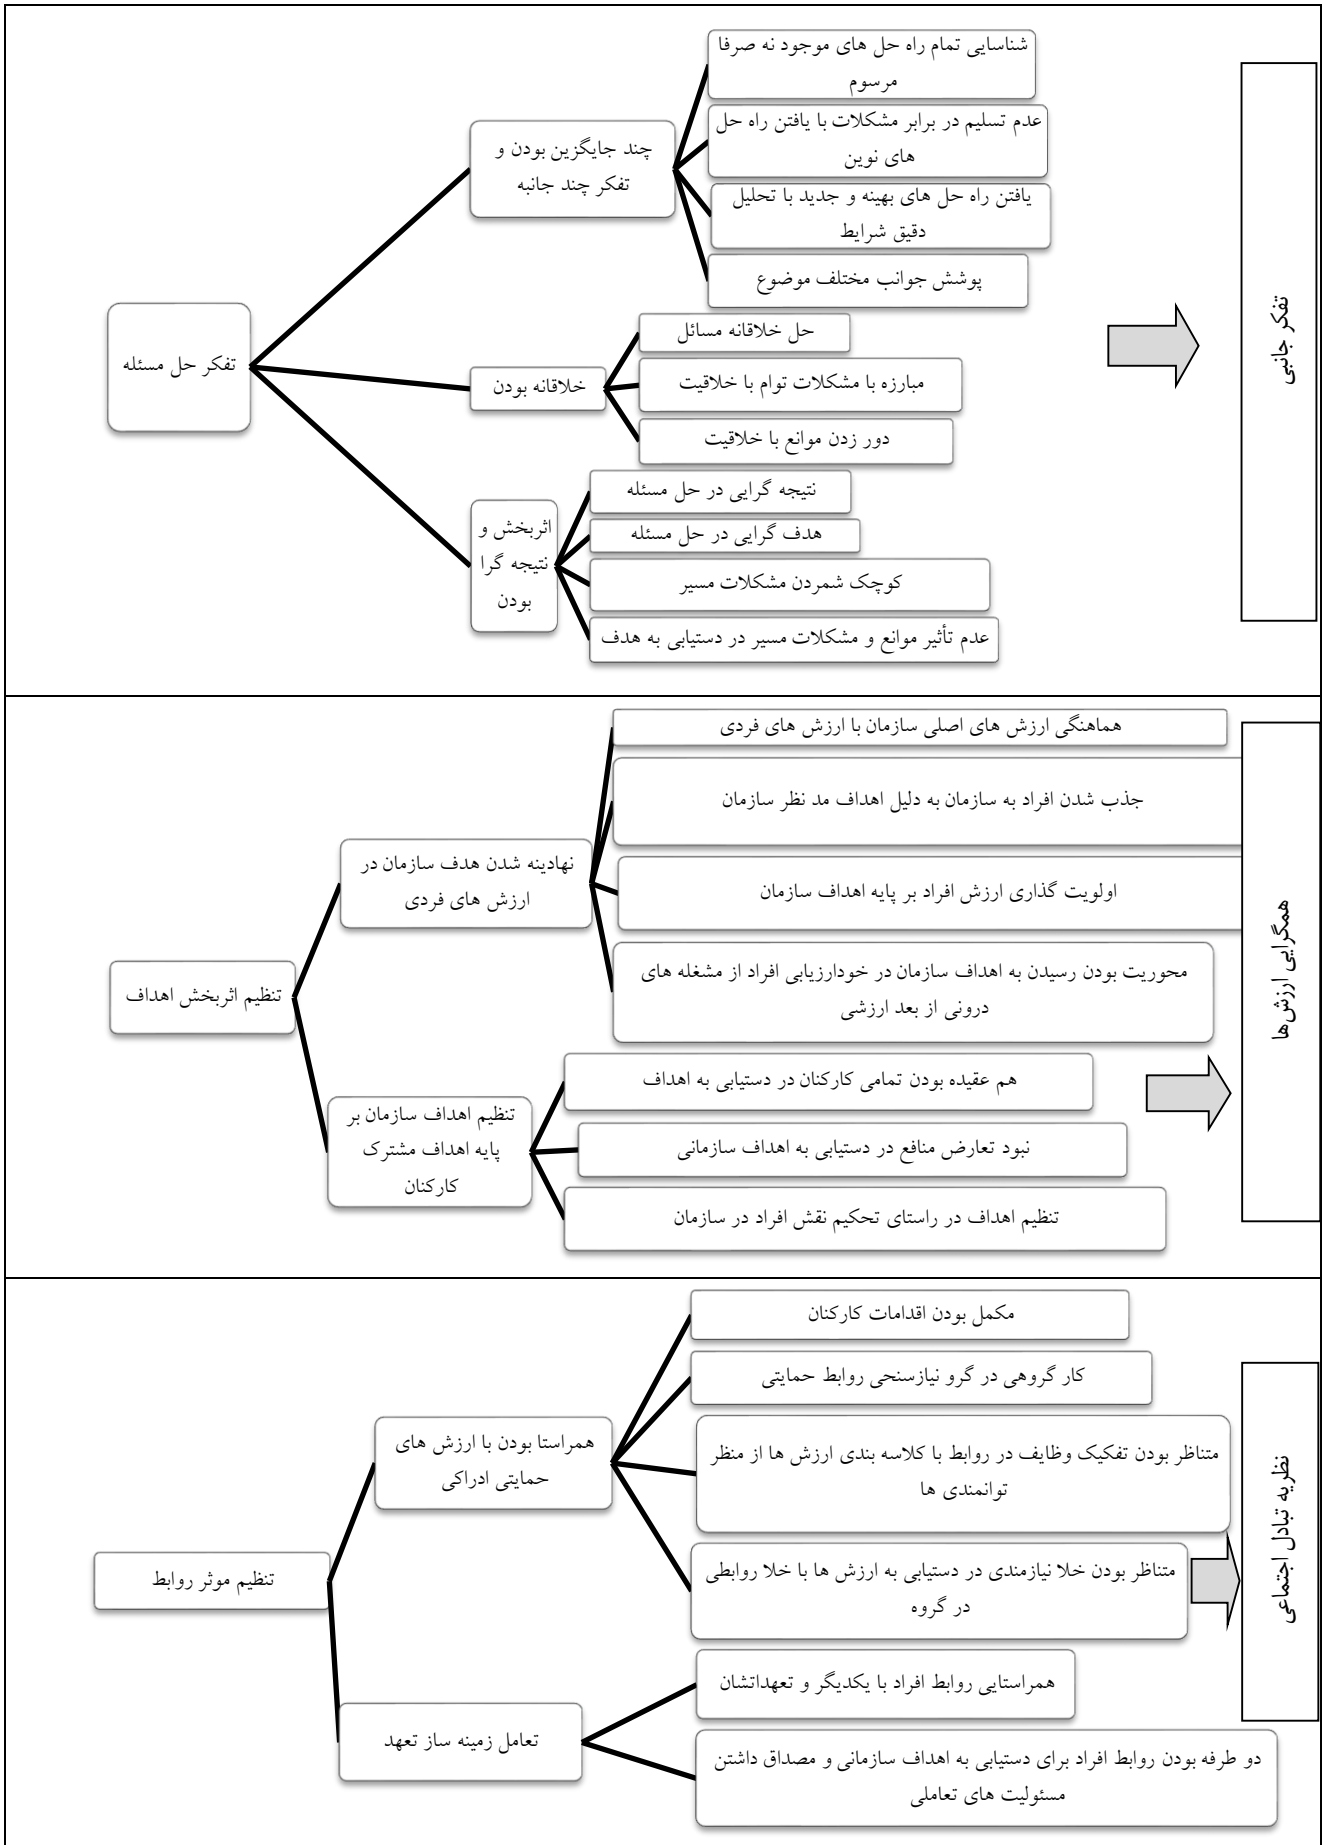 تفکر جانبی
شناسایی تمام راه حل های موجود نه صرفا
مرسوم
عدم تسلیم در برابر مشکلات با یافتن راه حل
های نوین
یافتن راه حل های بهینه و جدید با تحلیل
دقیق شرایط
پوشش جوانب مختلف موضوع
چند جایگزین بودن و
تفکر چند جانبه
حل خلاقانه مسائل
مبارزه با مشکلات توام با خلاقیت
دور زدن موانع با خلاقیت
خلاقانه بودن
تفکر حل مسئله
نتیجه گرایی در حل مسئله
هدف گرایی در حل مسئله
کوچک شمردن مشکلات مسیر
عدم تأثیر موانع و مشکلات مسیر در دستیابی به هدف
اثربخش و
نتیجه گرا
بودن
همگرایی ارزش‌ها
هماهنگی ارزش های اصلی سازمان با ارزش های فردی
جذب شدن افراد به سازمان به دلیل اهداف مد نظر سازمان
اولویت گذاری ارزش افراد بر پایه اهداف سازمان
محوریت بودن رسیدن به اهداف سازمان در خودارزیابی افراد از مشغله های
درونی از بعد ارزشی
نهادینه شدن هدف سازمان در
ارزش های فردی
تنظیم اثربخش اهداف
هم عقیده بودن تمامی کارکنان در دستیابی به اهداف
نبود تعارض منافع در دستیابی به اهداف سازمانی
تنظیم اهداف در راستای تحکیم نقش افراد در سازمان
تنظیم اهداف سازمان بر
پایه اهداف مشترک
کارکنان
نظریه تبادل اجتماعی
مکمل بودن اقدامات کارکنان
کار گروهی در گرو نیازسنحی روابط حمایتی
متناظر بودن تفکیک وظایف در روابط با کلاسه بندی ارزش ها از منظر
توانمندی ها
متناظر بودن خلا نیازمندی در دستیابی به ارزش ها با خلا روابطی
در گروه
همراستا بودن با ارزش های
حمایتی ادراکی
تنظیم موثر روابط
همراستایی روابط افراد با یکدیگر و تعهداتشان
دو طرفه بودن روابط افراد برای دستیابی به اهداف سازمانی و مصداق داشتن
مسئولیت های تعاملی
تعامل زمینه ساز تعهد